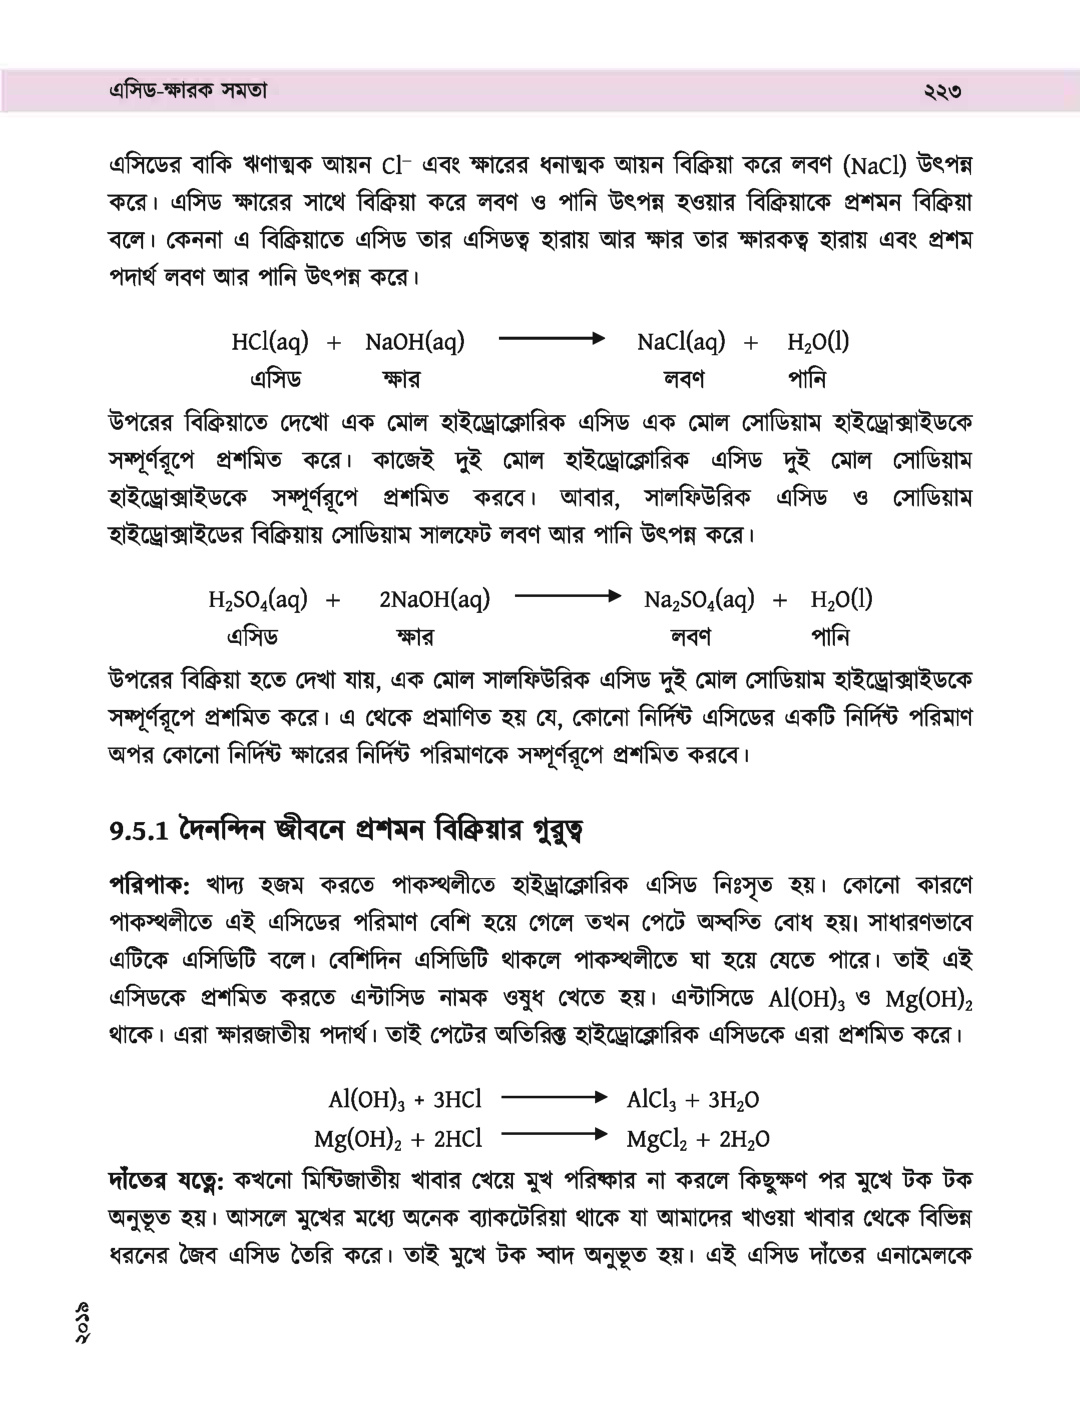 এসিড-ক্ষারক সমতা ২২৩
এসিডের বাকি ঋণাত্মক আয়ন Cl⁻ এবং ক্ষারের ধনাত্মক আয়ন বিক্রিয়া করে লবণ (NaCl) উৎপন্ন
করে। এসিড ক্ষারের সাথে বিক্রিয়া করে লবণ ও পানি উৎপন্ন হওয়ার বিক্রিয়াকে প্রশমন বিক্রিয়া
বলে। কেননা এ বিক্রিয়াতে এসিড তার এসিডত্ব হারায় আর ক্ষার তার ক্ষারকত্ব হারায় এবং প্রশম
পদার্থ লবণ আর পানি উৎপন্ন করে।
HCl(aq) + NaOH(aq) ⟶ NaCl(aq) + H₂O(l)
এসিড ক্ষার লবণ পানি
উপরের বিক্রিয়াতে দেখো এক মোল হাইড্রোক্লোরিক এসিড এক মোল সোডিয়াম হাইড্রোক্সাইডকে
সম্পূর্ণরূপে প্রশমিত করে। কাজেই দুই মোল হাইড্রোক্লোরিক এসিড দুই মোল সোডিয়াম
হাইড্রোক্সাইডকে সম্পূর্ণরূপে প্রশমিত করবে। আবার, সালফিউরিক এসিড ও সোডিয়াম
হাইড্রোক্সাইডের বিক্রিয়ায় সোডিয়াম সালফেট লবণ আর পানি উৎপন্ন করে।
H₂SO₄(aq) + 2NaOH(aq) ⟶ Na₂SO₄(aq) + H₂O(l)
এসিড ক্ষার লবণ পানি
উপরের বিক্রিয়া হতে দেখা যায়, এক মোল সালফিউরিক এসিড দুই মোল সোডিয়াম হাইড্রোক্সাইডকে
সম্পূর্ণরূপে প্রশমিত করে। এ থেকে প্রমাণিত হয় যে, কোনো নির্দিষ্ট এসিডের একটি নির্দিষ্ট পরিমাণ
অপর কোনো নির্দিষ্ট ক্ষারের নির্দিষ্ট পরিমাণকে সম্পূর্ণরূপে প্রশমিত করবে।
9.5.1 দৈনন্দিন জীবনে প্রশমন বিক্রিয়ার গুরুত্ব
পরিপাক: খাদ্য হজম করতে পাকস্থলীতে হাইড্রাক্লোরিক এসিড নিঃসৃত হয়। কোনো কারণে
পাকস্থলীতে এই এসিডের পরিমাণ বেশি হয়ে গেলে তখন পেটে অস্বস্তি বোধ হয়। সাধারণভাবে
এটিকে এসিডিটি বলে। বেশিদিন এসিডিটি থাকলে পাকস্থলীতে ঘা হয়ে যেতে পারে। তাই এই
এসিডকে প্রশমিত করতে এন্টাসিড নামক ওষুধ খেতে হয়। এন্টাসিডে Al(OH)₃ ও Mg(OH)₂
থাকে। এরা ক্ষারজাতীয় পদার্থ। তাই পেটের অতিরিক্ত হাইড্রোক্লোরিক এসিডকে এরা প্রশমিত করে।
Al(OH)₃ + 3HCl ⟶ AlCl₃ + 3H₂O
Mg(OH)₂ + 2HCl ⟶ MgCl₂ + 2H₂O
দাঁতের যত্নে: কখনো মিষ্টিজাতীয় খাবার খেয়ে মুখ পরিষ্কার না করলে কিছুক্ষণ পর মুখে টক টক
অনুভূত হয়। আসলে মুখের মধ্যে অনেক ব্যাকটেরিয়া থাকে যা আমাদের খাওয়া খাবার থেকে বিভিন্ন
ধরনের জৈব এসিড তৈরি করে। তাই মুখে টক স্বাদ অনুভূত হয়। এই এসিড দাঁতের এনামেলকে
২০১৯